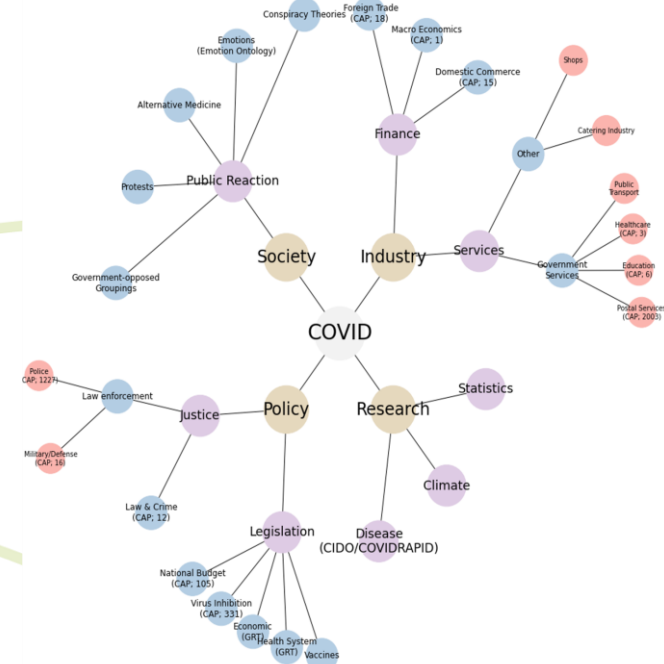 Conspiracy Theories
Foreign Trade
(CAP; 18)
Macro Economics
(CAP; 1)
Emotions
(Emotion Ontology)
Domestic Commerce
(CAP; 15)
Shops
Alternative Medicine
Finance
Catering Industry
Other
Public Reaction
Protests
Public
Transport
Healthcare
(CAP; 3)
Society
Industry
Services
Government
Services
Education
(CAP; 6)
Government-opposed
Groupings
Postal Services
(CAP; 2003)
COVID
Police
CAP; 1227)
Law enforcement
Justice
Policy
Research
Statistics
Military/Defense
(CAP; 16)
Climate
Law & Crime
(CAP; 12)
Legislation
Disease
(CIDO/COVIDRAPID)
National Budget
(CAP; 105)
Virus Inhibition
(CAP; 331)
Economic
(GRT)
Health System
(GRT)
Vaccines